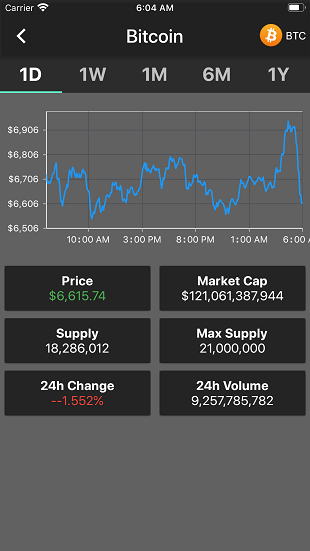 Carrier 6:04 AM
Bitcoin BTC
1D 1W 1M 6M 1Y
$6,906
$6,806
$6,706
$6,606
$6,506
10:00 AM 3:00 PM 8:00 PM 1:00 AM 6:00 A
Price Market Cap
$6,615.74 $121,061,387,944
Supply Max Supply
18,286,012 21,000,000
24h Change 24h Volume
--1.552% 9,257,785,782